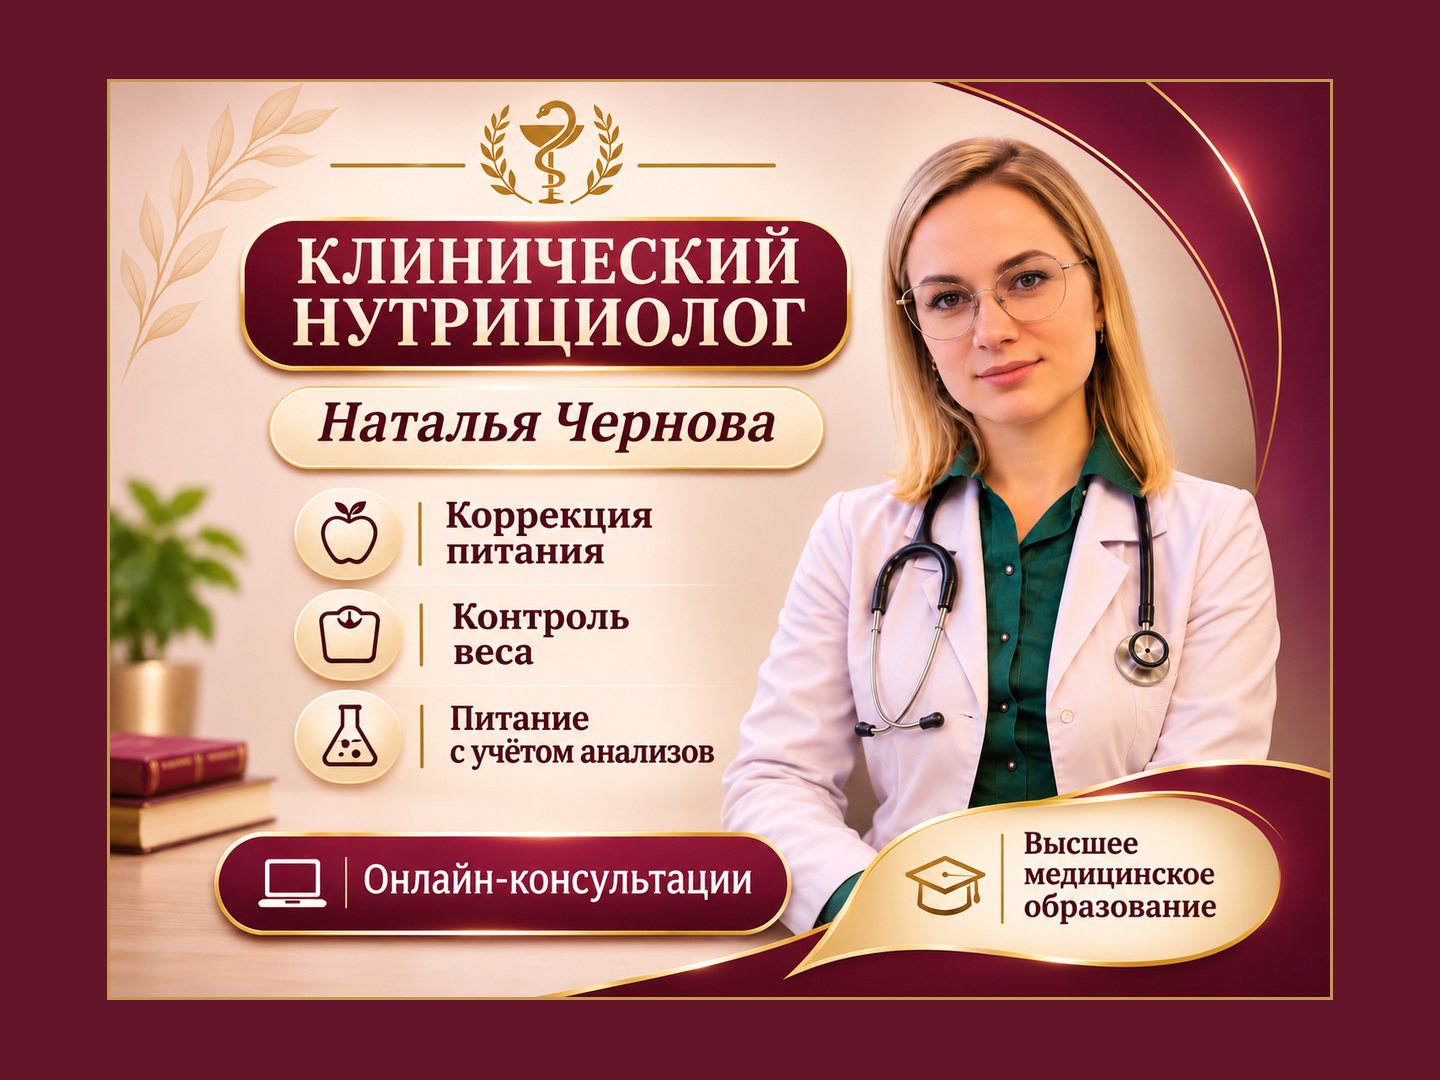 КЛИНИЧЕСКИЙ
НУТРИЦИОЛОГ
Наталья Чернова
Коррекция
питания
Контроль
веса
Питание
с учётом анализов
Онлайн-консультации
Высшее
медицинское
образование